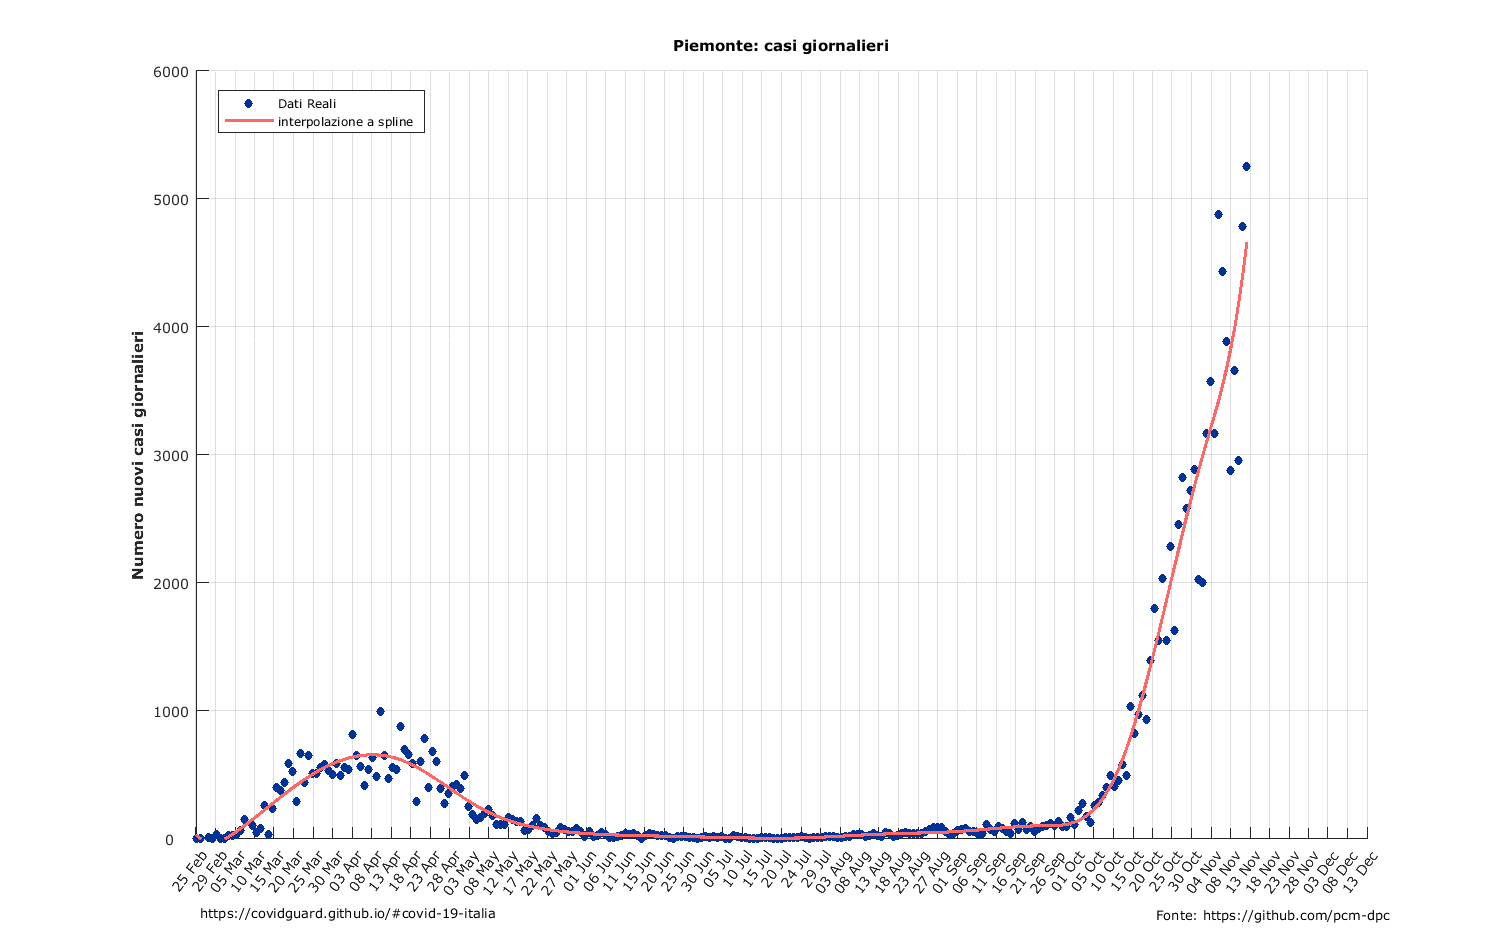 Piemonte: casi giornalieri
6000
5000
4000
3000
2000
1000
0
Numero nuovi casi giornalieri
Dati Reali
interpolazione a spline
25 Feb
29 Feb
05 Mar
10 Mar
15 Mar
20 Mar
25 Mar
30 Mar
03 Apr
08 Apr
13 Apr
18 Apr
23 Apr
28 Apr
03 May
08 May
12 May
17 May
22 May
27 May
01 Jun
06 Jun
11 Jun
15 Jun
20 Jun
25 Jun
30 Jun
05 Jul
10 Jul
15 Jul
20 Jul
24 Jul
29 Jul
03 Aug
08 Aug
13 Aug
18 Aug
23 Aug
27 Aug
01 Sep
06 Sep
11 Sep
16 Sep
21 Sep
26 Sep
01 Oct
05 Oct
10 Oct
15 Oct
20 Oct
25 Oct
30 Oct
04 Nov
08 Nov
13 Nov
18 Nov
23 Nov
28 Nov
03 Dec
08 Dec
13 Dec
https://covidguard.github.io/#covid-19-italia
Fonte: https://github.com/pcm-dpc